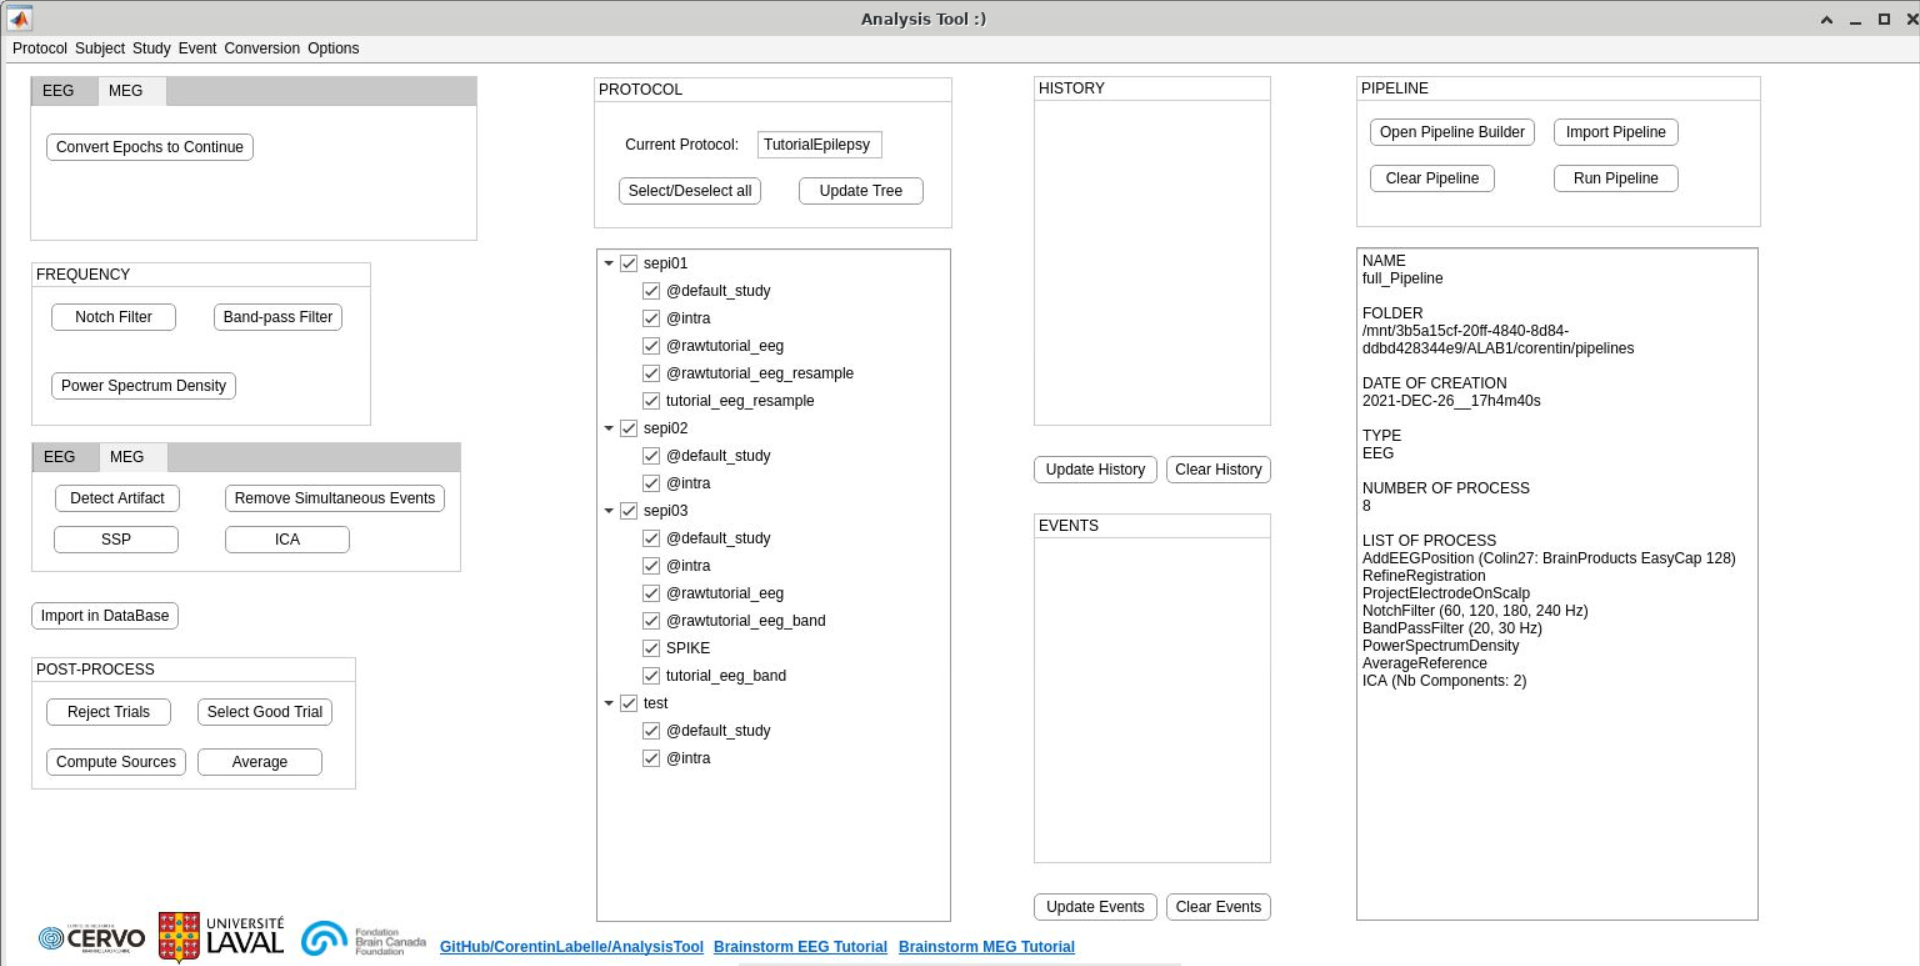 Analysis Tool :)
Protocol Subject Study Event Conversion Options
EEG MEG
Convert Epochs to Continue
FREQUENCY
Notch Filter Band-pass Filter
Power Spectrum Density
EEG MEG
Detect Artifact Remove Simultaneous Events
SSP ICA
Import in DataBase
POST-PROCESS
Reject Trials Select Good Trial
Compute Sources Average
PROTOCOL
Current Protocol: TutorialEpilepsy
Select/Deselect all Update Tree
sepi01
@default_study
@intra
@rawtutorial_eeg
@rawtutorial_eeg_resample
tutorial_eeg_resample
sepi02
@default_study
@intra
sepi03
@default_study
@intra
@rawtutorial_eeg
@rawtutorial_eeg_band
SPIKE
tutorial_eeg_band
test
@default_study
@intra
HISTORY
Update History Clear History
EVENTS
Update Events Clear Events
PIPELINE
Open Pipeline Builder Import Pipeline
Clear Pipeline Run Pipeline
NAME
full_Pipeline
FOLDER
/mnt/3b5a15cf-20ff-4840-8d84-
ddbd428344e9/ALAB1/corentin/pipelines
DATE OF CREATION
2021-DEC-26__17h4m40s
TYPE
EEG
NUMBER OF PROCESS
8
LIST OF PROCESS
AddEEGPosition (Colin27: BrainProducts EasyCap 128)
RefineRegistration
ProjectElectrodeOnScalp
NotchFilter (60, 120, 180, 240 Hz)
BandPassFilter (20, 30 Hz)
PowerSpectrumDensity
AverageReference
ICA (Nb Components: 2)
CERVO
UNIVERSITÉ
LAVAL
Fondation
Brain Canada
Foundation
GitHub/CorentinLabelle/AnalysisTool Brainstorm EEG Tutorial Brainstorm MEG Tutorial